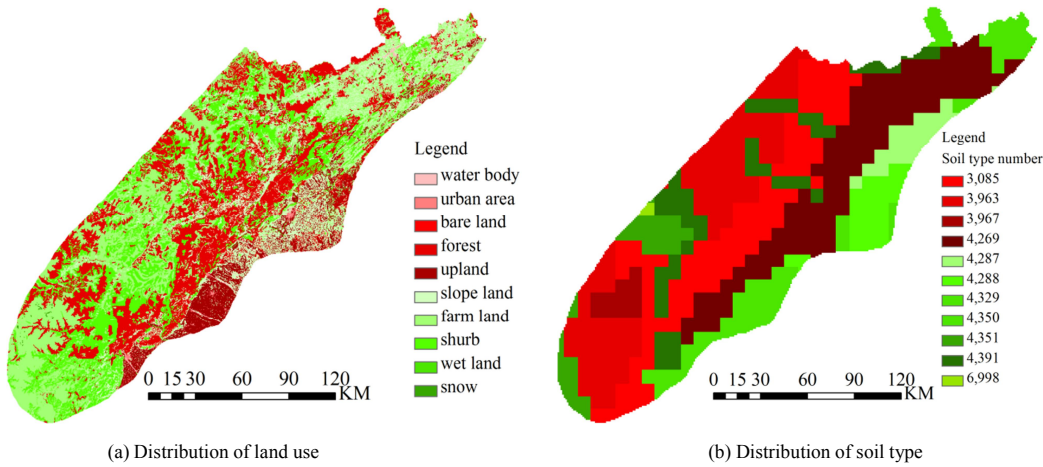 Legend
water body
urban area
bare land
forest
upland
slope land
farm land
shurb
wet land
snow
0 15 30 60 90 120
KM
(a) Distribution of land use
Legend
Soil type number
3,085
3,963
3,967
4,269
4,287
4,288
4,329
4,350
4,351
4,391
6,998
0 15 30 60 90 120
KM
(b) Distribution of soil type